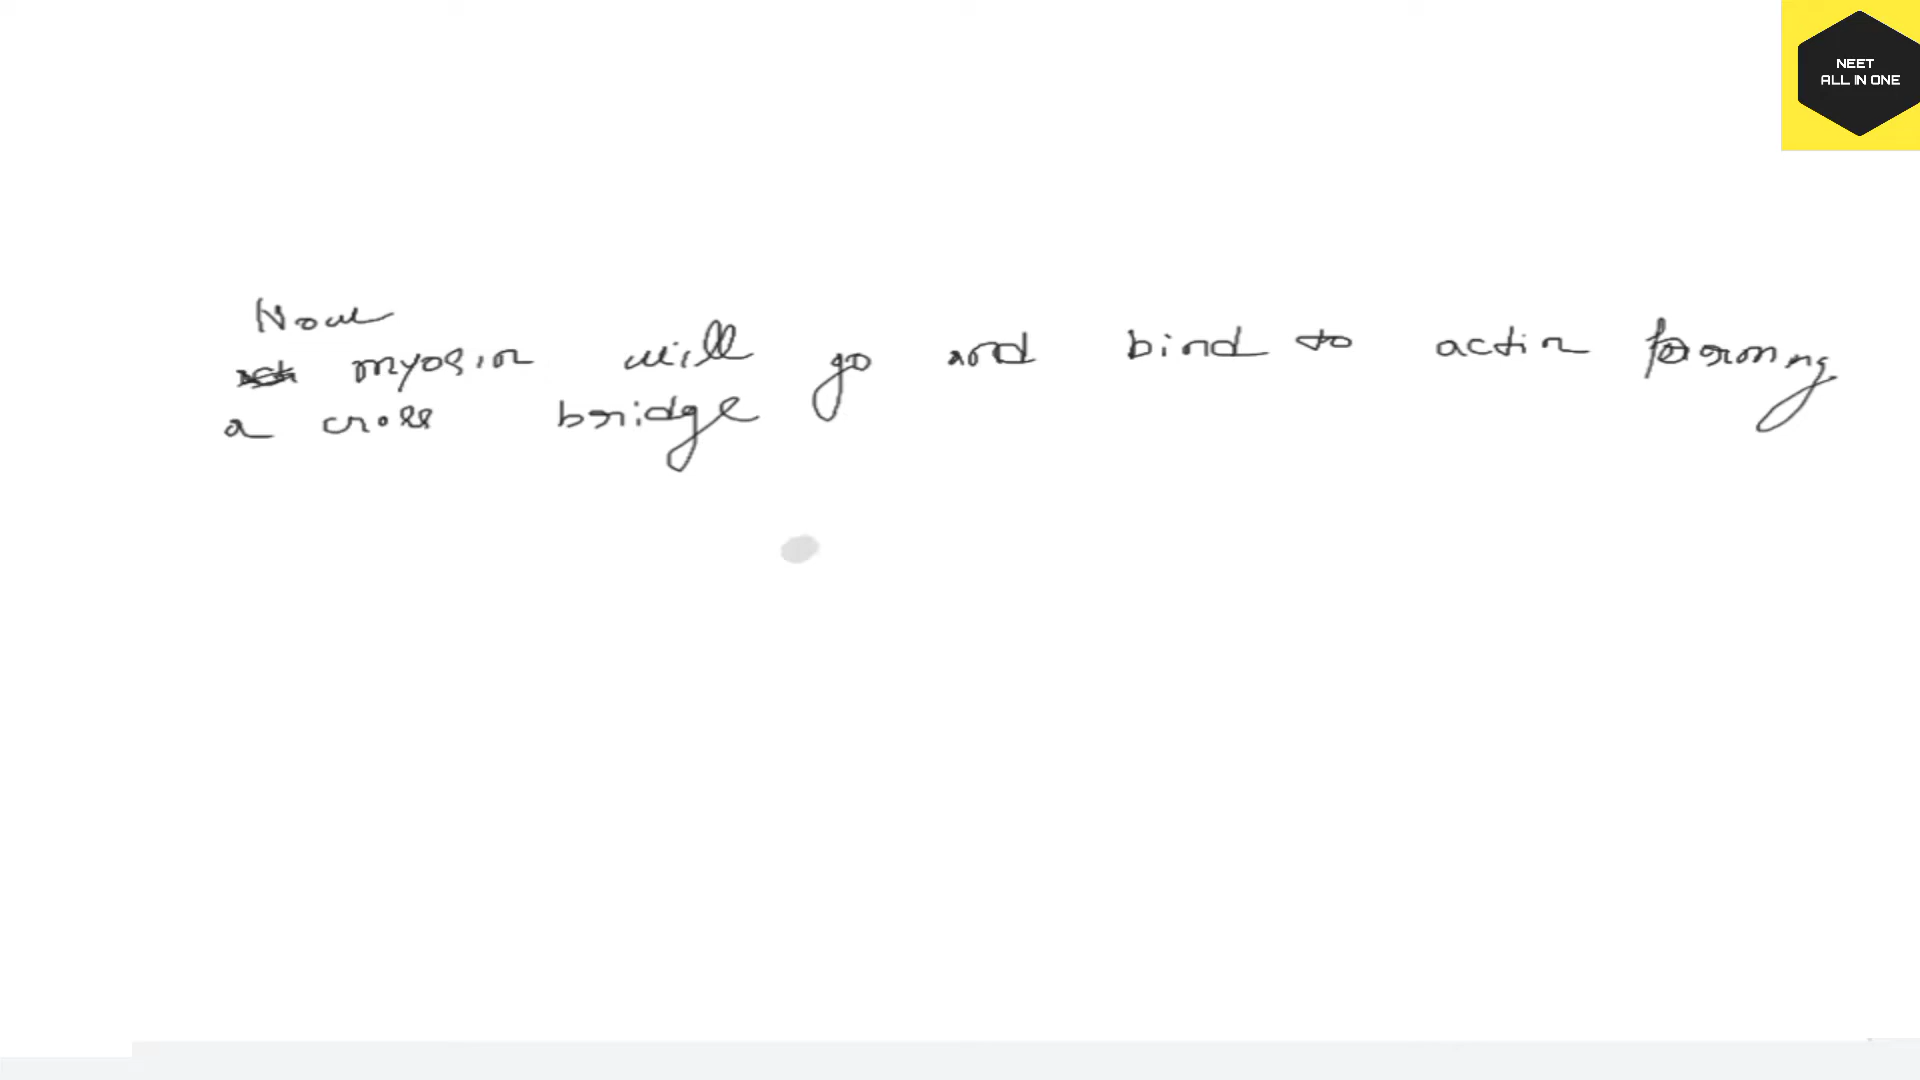 NEET
ALL IN ONE
Now
myosin will go and bind to actin forming
a cross bridge